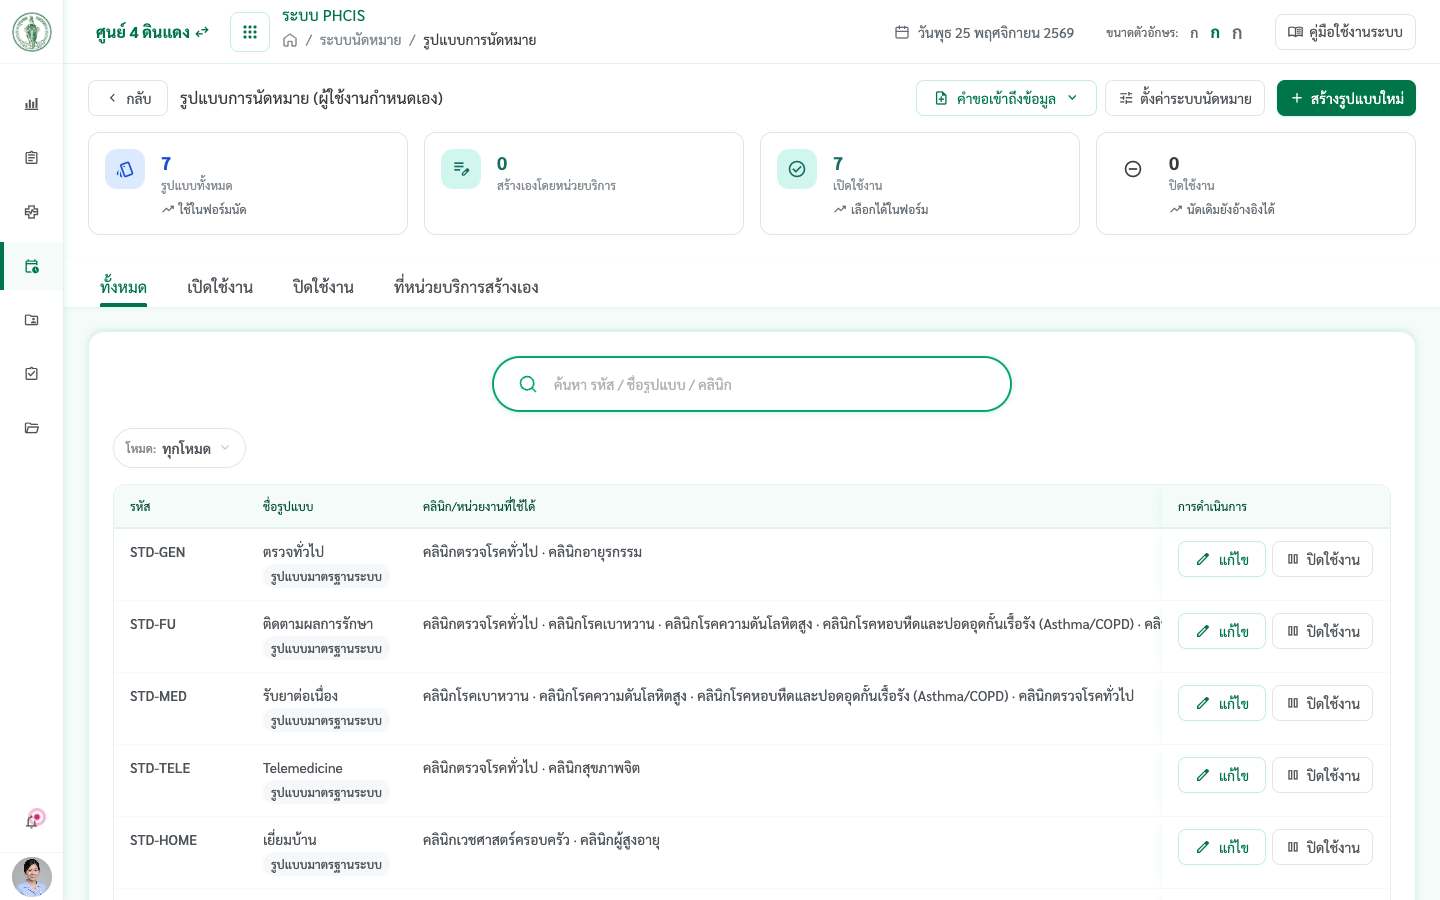 ศูนย์ 4 ดินแดง
ระบบ PHCIS
/ ระบบนัดหมาย / รูปแบบการนัดหมาย
วันพุธ 25 พฤศจิกายน 2569
ขนาดตัวอักษร: ก ก ก
คู่มือใช้งานระบบ
กลับ
รูปแบบการนัดหมาย (ผู้ใช้งานกำหนดเอง)
คำขอเข้าถึงข้อมูล
ตั้งค่าระบบนัดหมาย
สร้างรูปแบบใหม่
7
รูปแบบทั้งหมด
ใช้ในฟอร์มนัด
0
สร้างเองโดยหน่วยบริการ
7
เปิดใช้งาน
เลือกได้ในฟอร์ม
0
ปิดใช้งาน
นัดเดิมยังอ้างอิงได้
ทั้งหมด เปิดใช้งาน ปิดใช้งาน ที่หน่วยบริการสร้างเอง
ค้นหา รหัส / ชื่อรูปแบบ / คลินิก
โหมด: ทุกโหมด
รหัส ชื่อรูปแบบ คลินิก/หน่วยงานที่ใช้ได้ การดำเนินการ
STD-GEN ตรวจทั่วไป คลินิกตรวจโรคทั่วไป · คลินิกอายุรกรรม แก้ไข ปิดใช้งาน
รูปแบบมาตรฐานระบบ
STD-FU ติดตามผลการรักษา คลินิกตรวจโรคทั่วไป · คลินิกโรคเบาหวาน · คลินิกโรคความดันโลหิตสูง · คลินิกโรคหอบหืดและปอดอุดกั้นเรื้อรัง (Asthma/COPD) · แก้ไข ปิดใช้งาน
รูปแบบมาตรฐานระบบ
STD-MED รับยาต่อเนื่อง คลินิกโรคเบาหวาน · คลินิกโรคความดันโลหิตสูง · คลินิกโรคหอบหืดและปอดอุดกั้นเรื้อรัง (Asthma/COPD) · คลินิกตรวจโรคทั่วไป แก้ไข ปิดใช้งาน
รูปแบบมาตรฐานระบบ
STD-TELE Telemedicine คลินิกตรวจโรคทั่วไป · คลินิกสุขภาพจิต แก้ไข ปิดใช้งาน
รูปแบบมาตรฐานระบบ
STD-HOME เยี่ยมบ้าน คลินิกเวชศาสตร์ครอบครัว · คลินิกผู้สูงอายุ แก้ไข ปิดใช้งาน
รูปแบบมาตรฐานระบบ